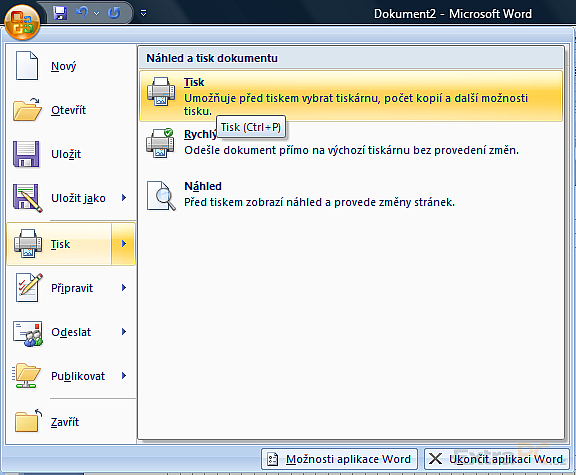 Dokument2 - Microsoft Word
Nový
Otevřít
Uložit
Uložit jako
Tisk
Připravit
Odeslat
Publikovat
Zavřít
Náhled a tisk dokumentu
Tisk
Umožňuje před tiskem vybrat tiskárnu, počet kopií a další možnosti
tisku.
Tisk (Ctrl+P)
Odešle dokument přímo na výchozí tiskárnu bez provedení změn.
Náhled
Před tiskem zobrazí náhled a provede změny stránek.
Možnosti aplikace Word
Ukončit aplikaci Word